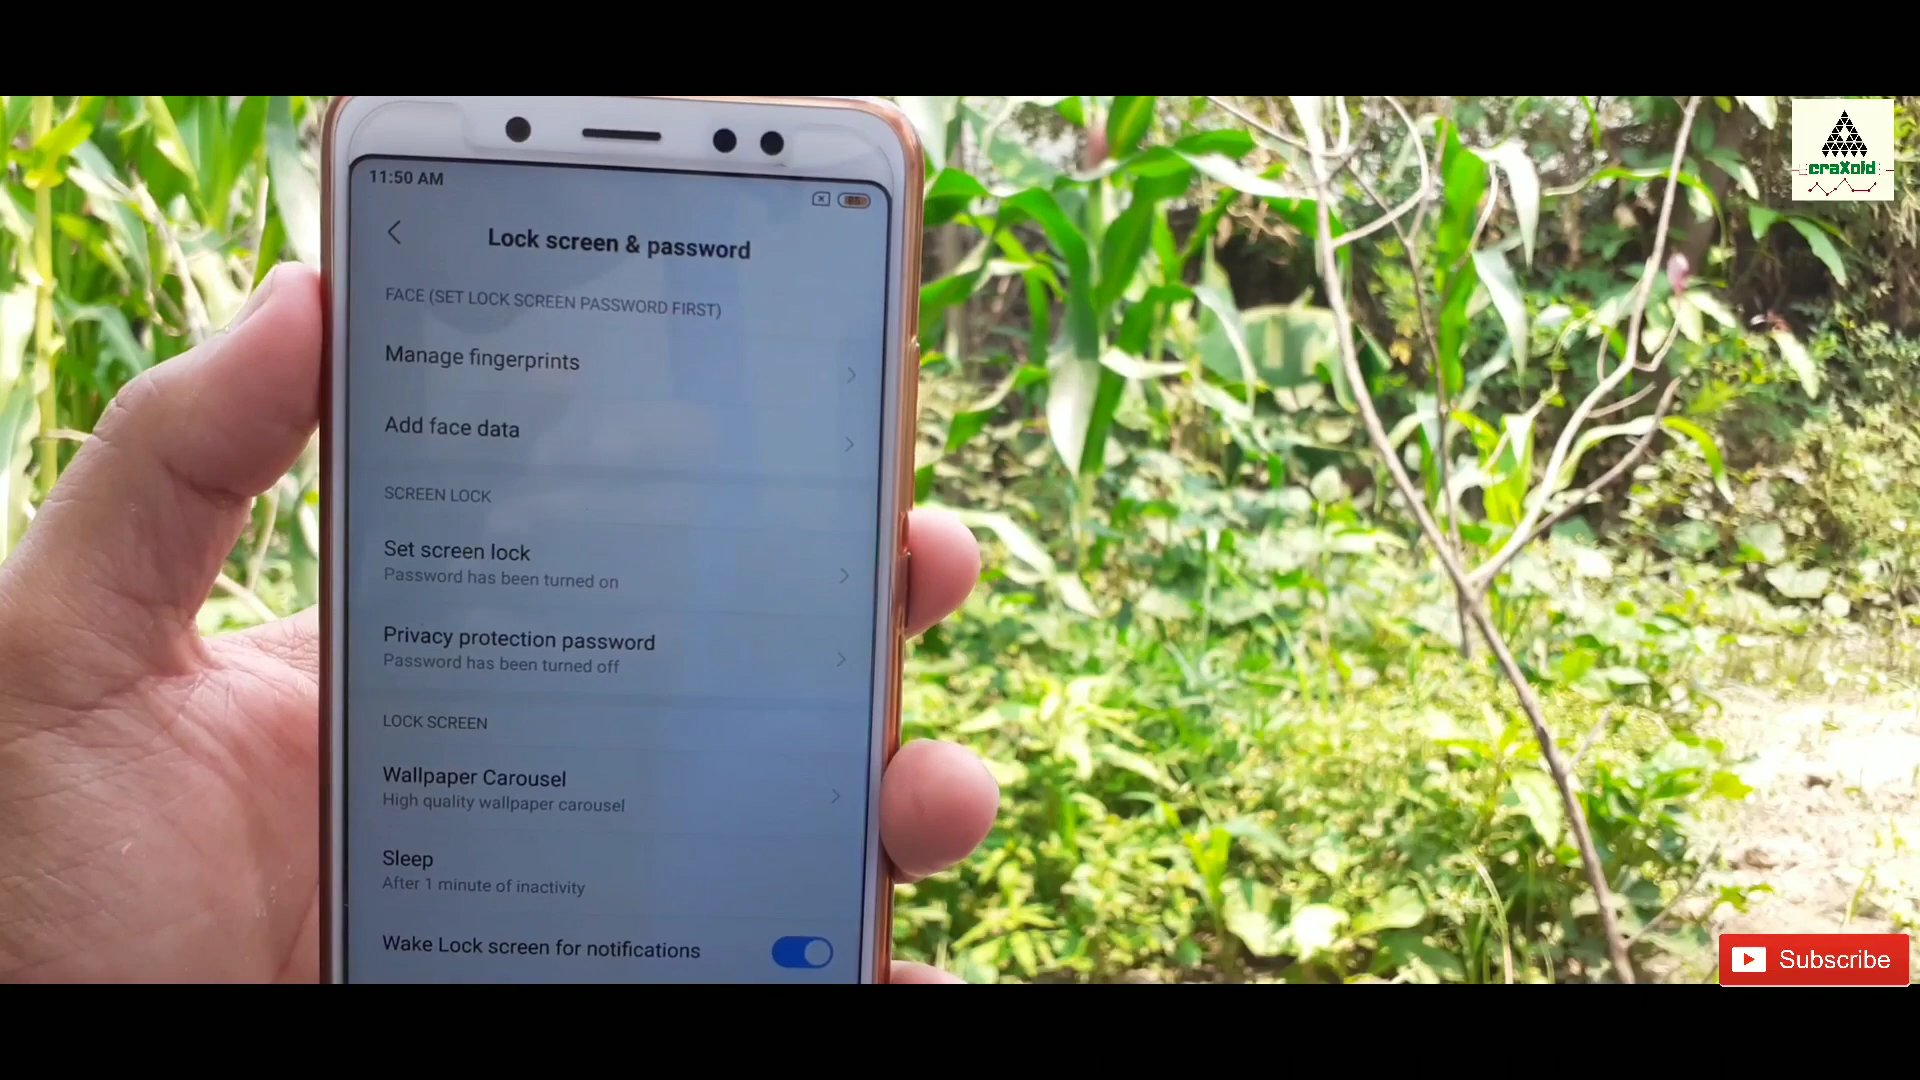 craXoid
11:50 AM
85
Lock screen & password
FACE (SET LOCK SCREEN PASSWORD FIRST)
Manage fingerprints
Add face data
SCREEN LOCK
Set screen lock
Password has been turned on
Privacy protection password
Password has been turned off
LOCK SCREEN
Wallpaper Carousel
High quality wallpaper carousel
Sleep
After 1 minute of inactivity
Wake Lock screen for notifications
Subscribe